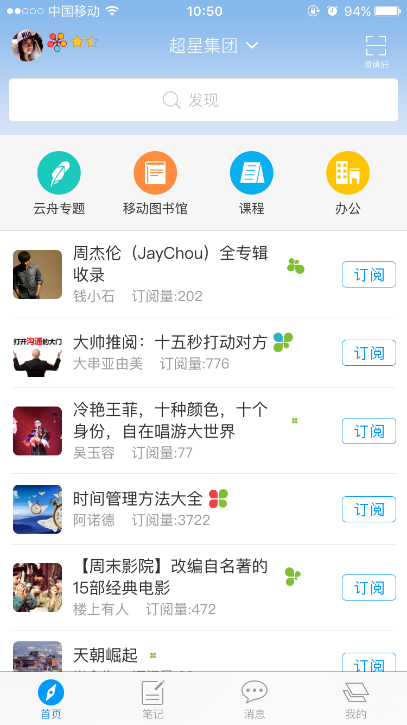 中国移动 10:50 94%
超星集团
邀请码
发现
云舟专题 移动图书馆 课程 办公
周杰伦（JayChou）全专辑
收录
订阅
钱小石 订阅量:202
打开沟通的大门
大帅推阅：十五秒打动对方
订阅
大串亚由美 订阅量:776
冷艳王菲，十种颜色，十个
身份，自在唱游大世界
订阅
吴玉容 订阅量:77
时间管理方法大全
订阅
阿诺德 订阅量:3722
【周末影院】改编自名著的
15部经典电影
订阅
楼上有人 订阅量:472
天朝崛起
订阅
首页 笔记 消息 我的